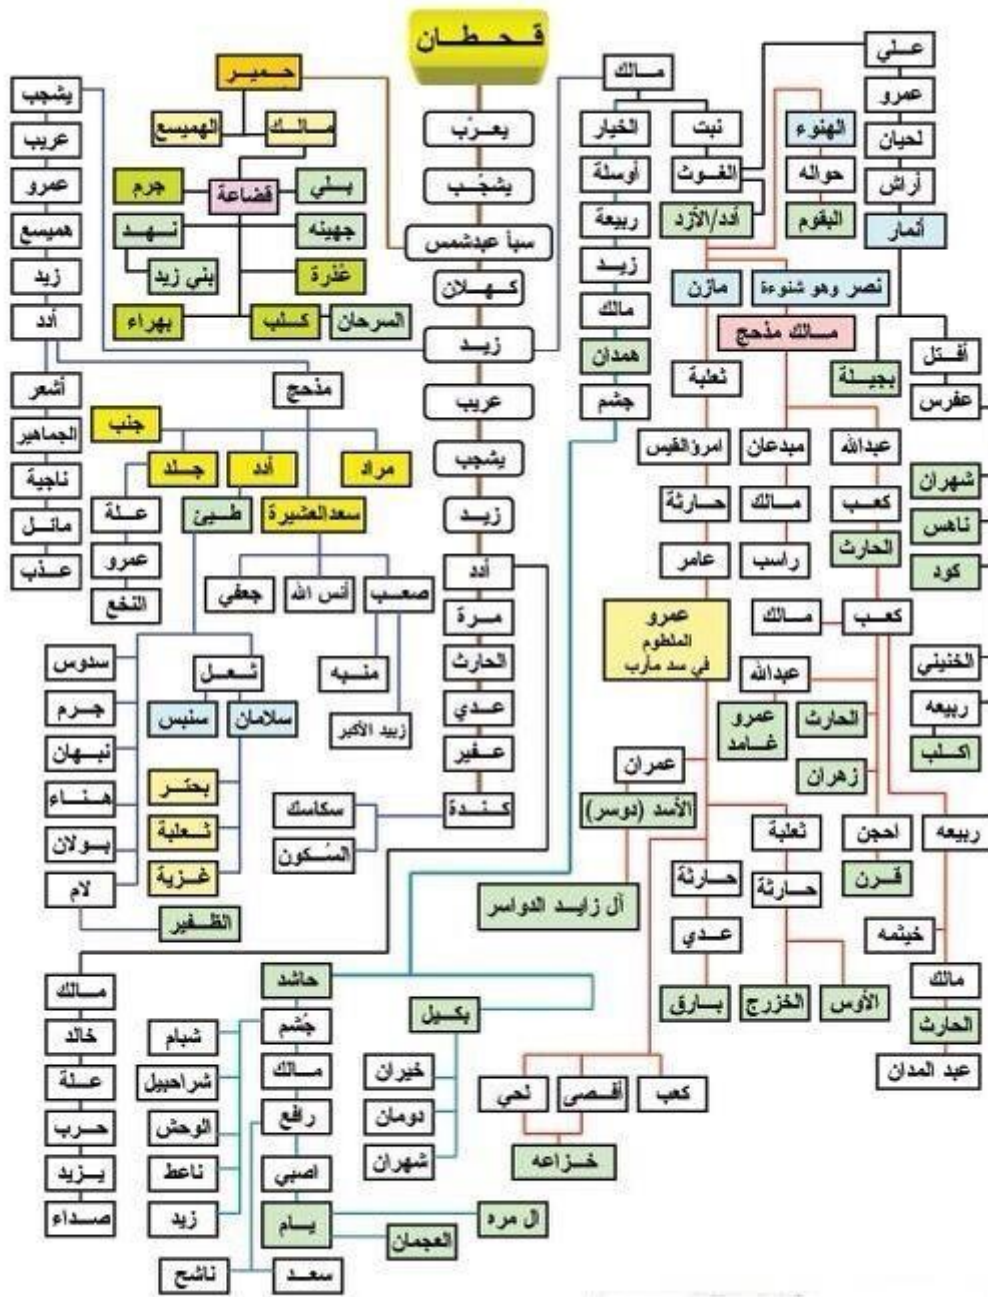 قحطان
يعرب
يشجب
سبأ عبدشمس
كهلان
زيد
عريب
يشجب
زيد
أدد
مرة
الحارث
عدي
عفير
كندة
سكاسك
السكون
حمير
الهميسع
مالك
قضاعة
جرم
بلي
نهد
جهينه
بني زيد
عذرة
بهراء
كلب
السرحان
يشجب
عريب
عمرو
هميسع
زيد
أدد
أشعر
الجماهير
ناجية
عذب
مذحج
جنب
جلد
أدد
مراد
سعدالعشيرة
علة
عمرو
النخع
طيئ
جعفي
أنس الله
صعب
منبه
زبيد الأكبر
سدوس
جرم
نبهان
هناء
بولان
لام
الظفير
ثعل
سنبس
سلامان
بحتر
ثعلبة
غزية
مالك
خالد
علة
حرب
يزيد
صداء
مالك
الخيار
أوسلة
ربيعة
زيد
مالك
همدان
جشم
نبت
الغوث
أدد/الأزد
علي
عمرو
لحيان
أراش
أنمار
الهنوء
حواله
البقوم
مازن
نصر وهو شنوءة
مالك مذحج
بجيلة
أفتل
عفرس
شهران
ناهس
كود
الخنيني
ربيعه
اكلب
ثعلبة
امرؤ القيس
حارثة
عامر
عمرو
الملطوم
في سد مأرب
ميدعان
مالك
راسب
عبدالله
كعب
الحارث
كعب
مالك
عبدالله
عمرو
غامد
الحارث
زهران
احجن
قرن
ربيعه
خيثمه
مالك
الحارث
عبد المدان
عمران
الأسد (دوسر)
آل زايد الدواسر
حارثة
عدي
بارق
ثعلبة
حارثة
الخزرج
الأوس
لحي
أقصى
كعب
خزاعه
حاشد
جُشم
مالك
رافع
اصبي
يام
ال مره
العجمان
سعد
ناشح
شبام
شراحبيل
الوحش
ناعط
زيد
بكيل
خيران
دومان
شهران